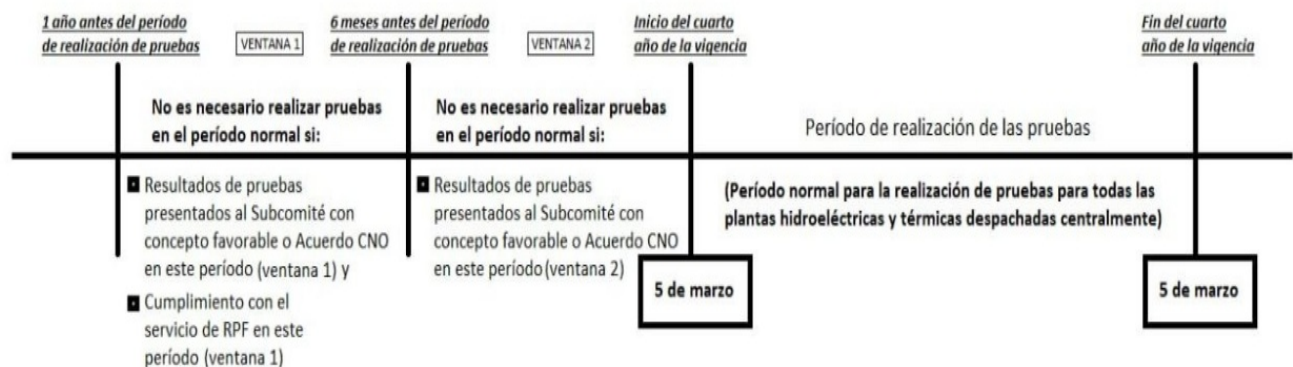 1 año antes del período
de realización de pruebas
VENTANA 1
6 meses antes del período
de realización de pruebas
VENTANA 2
Inicio del cuarto
año de la vigencia
Fin del cuarto
año de la vigencia
No es necesario realizar pruebas
en el período normal si:
No es necesario realizar pruebas
en el período normal si:
Período de realización de las pruebas
Resultados de pruebas
presentados al Subcomité con
concepto favorable o Acuerdo CNO
en este período (ventana 1) y
Cumplimiento con el
servicio de RPF en este
período (ventana 1)
Resultados de pruebas
presentados al Subcomité con
concepto favorable o Acuerdo CNO
en este período (ventana 2)
(Período normal para la realización de pruebas para todas las
plantas hidroeléctricas y térmicas despachadas centralmente)
5 de marzo
5 de marzo